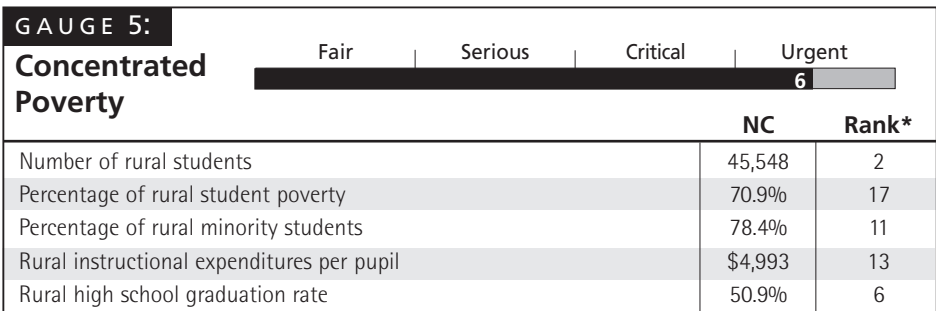 GAUGE 5:
Concentrated
Poverty
Fair Serious Critical Urgent
6
NC Rank*
Number of rural students 45,548 2
Percentage of rural student poverty 70.9% 17
Percentage of rural minority students 78.4% 11
Rural instructional expenditures per pupil $4,993 13
Rural high school graduation rate 50.9% 6